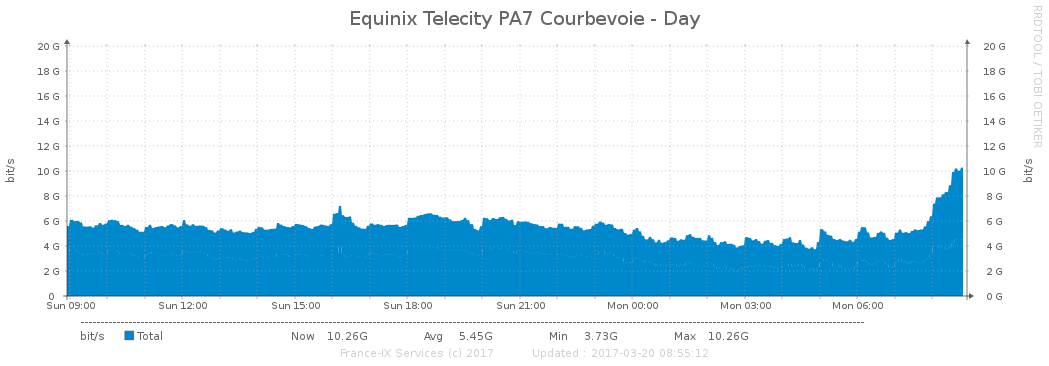 Equinix Telecity PA7 Courbevoie - Day
RRDTOOL / TOBI OETIKER
bit/s
20 G
18 G
16 G
14 G
12 G
10 G
8 G
6 G
4 G
2 G
0
20 G
18 G
16 G
14 G
12 G
10 G
8 G
6 G
4 G
2 G
0 G
bit/s
Sun 09:00 Sun 12:00 Sun 15:00 Sun 18:00 Sun 21:00 Mon 00:00 Mon 03:00 Mon 06:00
bit/s Total Now 10.26G Avg 5.45G Min 3.73G Max 10.26G
France-IX Services (c) 2017 Updated : 2017-03-20 08:55:12